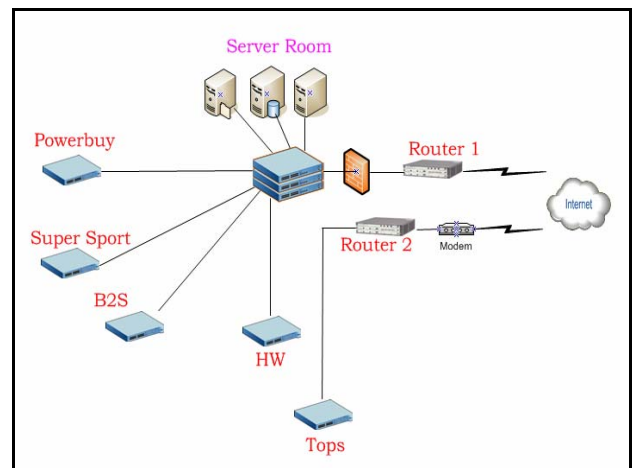 Server Room
Powerbuy
Router 1
Internet
Super Sport
Router 2
Modem
B2S
HW
Tops